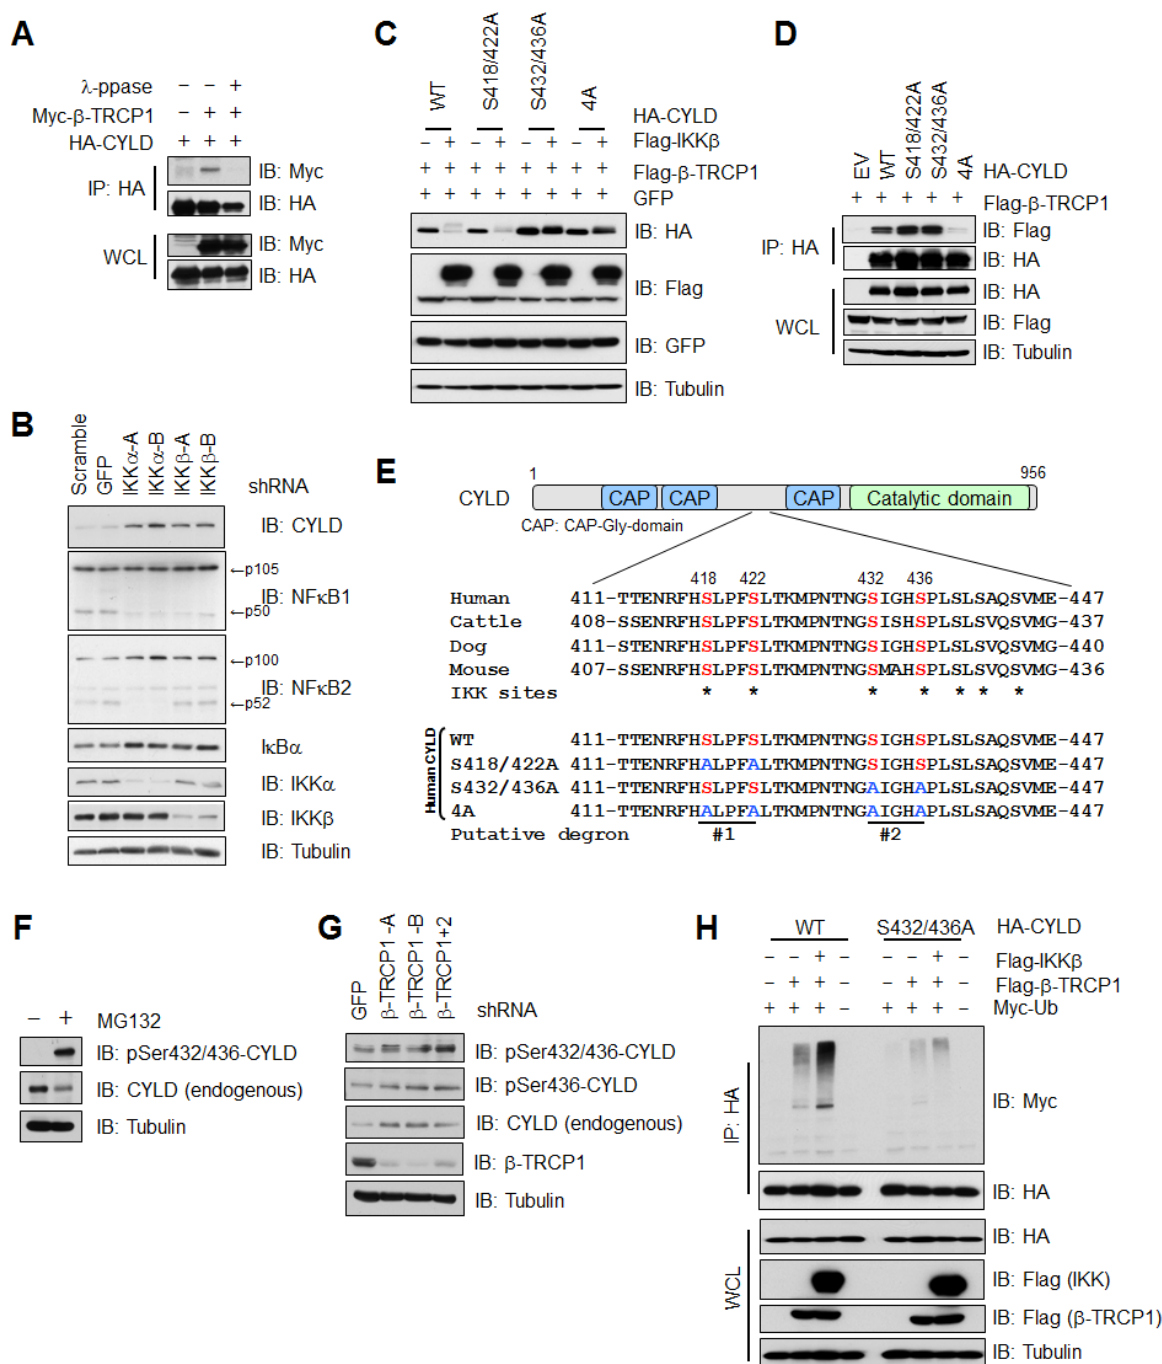 A
λ-ppase - - +
Myc-β-TRCP1 - + +
HA-CYLD + + +
IP: HA
IB: Myc
IB: HA
WCL
IB: Myc
IB: HA
B
Scramble
GFP
IKKα-A
IKKα-B
IKKβ-A
IKKβ-B
shRNA
IB: CYLD
←p105
IB: NFκB1
←p50
←p100
IB: NFκB2
←p52
IκBα
IB: IKKα
IB: IKKβ
IB: Tubulin
C
WT
S418/422A
S432/436A
4A
HA-CYLD
- + - + - + - + Flag-IKKβ
+ + + + + + + + Flag-β-TRCP1
+ + + + + + + + GFP
IB: HA
IB: Flag
IB: GFP
IB: Tubulin
D
EV
WT
S418/422A
S432/436A
4A
HA-CYLD
+ + + + + Flag-β-TRCP1
IP: HA
IB: Flag
IB: HA
WCL
IB: HA
IB: Flag
IB: Tubulin
E
1 956
CYLD CAP CAP CAP Catalytic domain
CAP: CAP-Gly-domain
418 422 432 436
Human 411-TTENRFHSLPFSLTKMPNTNGSIGHSPLSLSAQSVME-447
Cattle 408-SSENRFHSLPFSLTKMPNTNGSISHSPLSLSVQSVMG-437
Dog 411-STENRFHSLPFSLTKMPNTNGSIGHSPLSLSVQSVMG-440
Mouse 407-SSENRFHSLPFSLTKMPNTNGSMAHSPLSLSVQSVMG-436
IKK sites * * * * * * *
Human CYLD
WT 411-TTENRFHSLPFSLTKMPNTNGSIGHSPLSLSAQSVME-447
S418/422A 411-TTENRFHALPFALTKMPNTNGSIGHSPLSLSAQSVME-447
S432/436A 411-TTENRFHSLPFSLTKMPNTNGAIGHAPLSLSAQSVME-447
4A 411-TTENRFHALPFALTKMPNTNGAIGHAPLSLSAQSVME-447
Putative degron #1 #2
F
- + MG132
IB: pSer432/436-CYLD
IB: CYLD (endogenous)
IB: Tubulin
G
GFP
β-TRCP1-A
β-TRCP1-B
β-TRCP1+2
shRNA
IB: pSer432/436-CYLD
IB: pSer436-CYLD
IB: CYLD (endogenous)
IB: β-TRCP1
IB: Tubulin
H
WT S432/436A HA-CYLD
- - + - - - + - Flag-IKKβ
- + + - - + + - Flag-β-TRCP1
+ + + - + + + - Myc-Ub
IP: HA
IB: Myc
IB: HA
WCL
IB: HA
IB: Flag (IKK)
IB: Flag (β-TRCP1)
IB: Tubulin